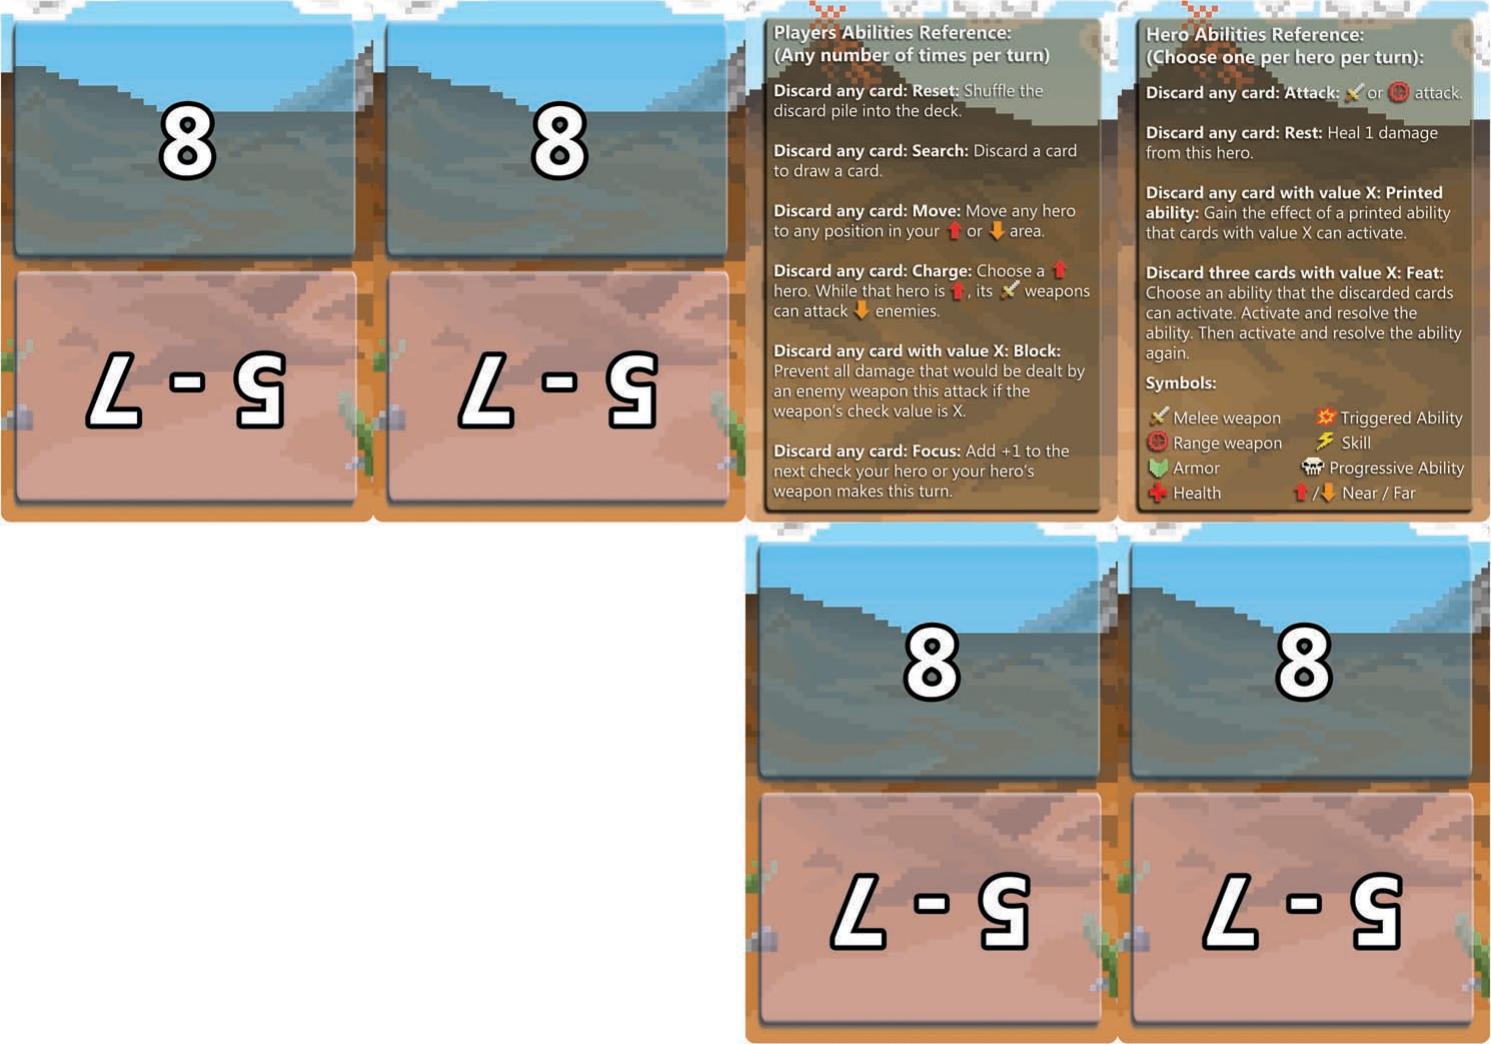 8
5 - 7
8
5 - 7
Players Abilities Reference:
(Any number of times per turn)
Discard any card: Reset: Shuffle the
discard pile into the deck.
Discard any card: Search: Discard a card
to draw a card.
Discard any card: Move: Move any hero
to any position in your or area.
Discard any card: Charge: Choose a
hero. While that hero is , its weapons
can attack enemies.
Discard any card with value X: Block:
Prevent all damage that would be dealt by
an enemy weapon this attack if the
weapon's check value is X.
Discard any card: Focus: Add +1 to the
next check your hero or your hero's
weapon makes this turn.
Hero Abilities Reference:
(Choose one per hero per turn):
Discard any card: Attack: or attack.
Discard any card: Rest: Heal 1 damage
from this hero.
Discard any card with value X: Printed
ability: Gain the effect of a printed ability
that cards with value X can activate.
Discard three cards with value X: Feat:
Choose an ability that the discarded cards
can activate. Activate and resolve the
ability. Then activate and resolve the ability
again.
Symbols:
Melee weapon Triggered Ability
Range weapon Skill
Armor Progressive Ability
Health / Near / Far
8
5 - 7
8
5 - 7